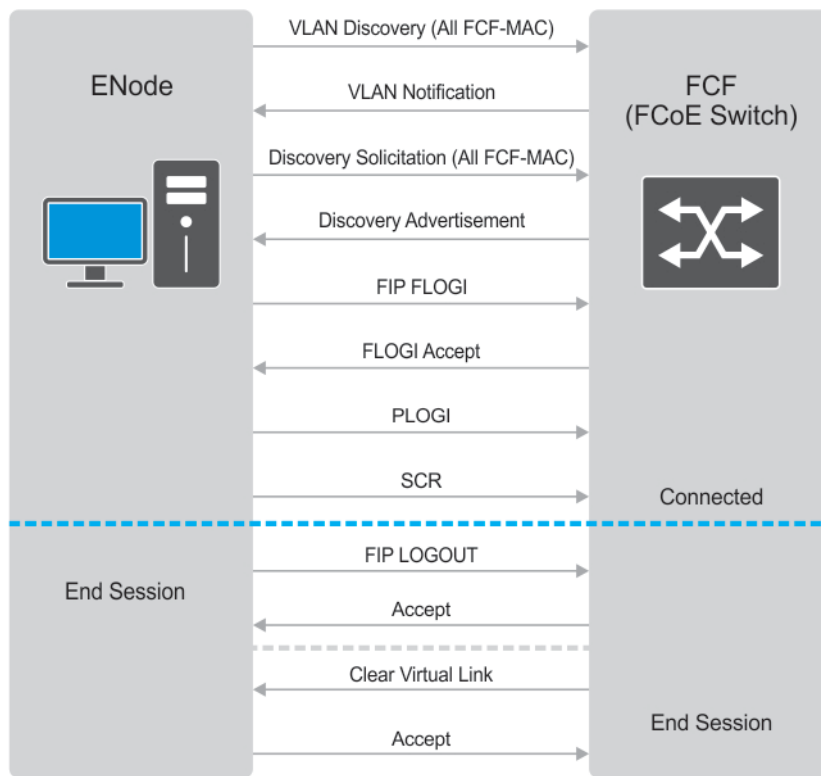 VLAN Discovery (All FCF-MAC)
ENode
FCF
(FCoE Switch)
VLAN Notification
Discovery Solicitation (All FCF-MAC)
Discovery Advertisement
FIP FLOGI
FLOGI Accept
PLOGI
SCR
Connected
FIP LOGOUT
End Session
Accept
Clear Virtual Link
End Session
Accept